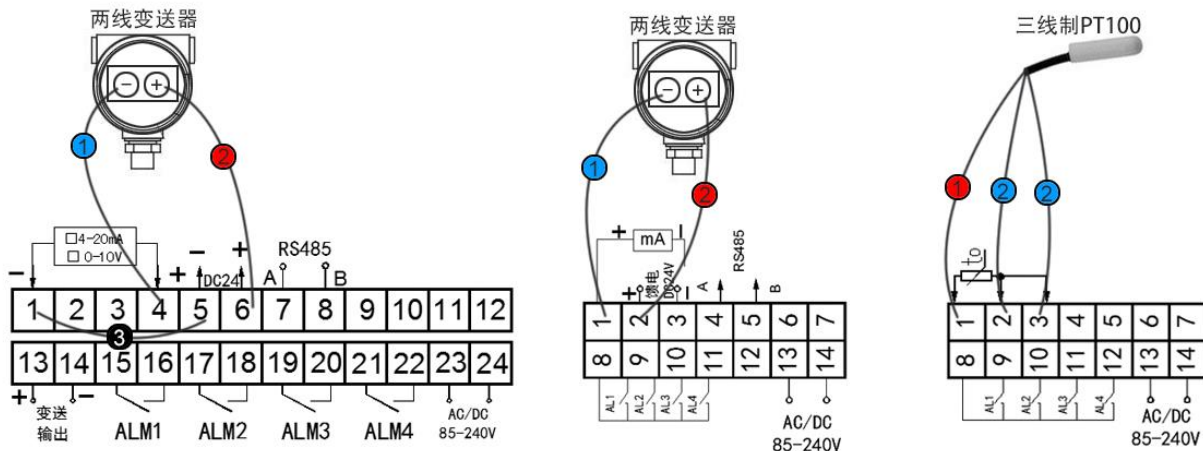 两线变送器
− +
1
2
□4-20mA
□ 0-10V
− + − +
DC24
RS485
A B
1 2 3 4 5 6 7 8 9 10 11 12
3
13 14 15 16 17 18 19 20 21 22 23 24
+ −
变送
输出
ALM1 ALM2 ALM3 ALM4
AC/DC
85-240V
两线变送器
− +
1
2
+ mA −
+ 馈电 DC24V −
A RS485 B
1 2 3 4 5 6 7
8 9 10 11 12 13 14
AL1 AL2 AL3 AL4
AC/DC
85-240V
三线制PT100
1 2 2
to
1 2 3 4 5 6 7
8 9 10 11 12 13 14
AL1 AL2 AL3 AL4
AC/DC
85-240V